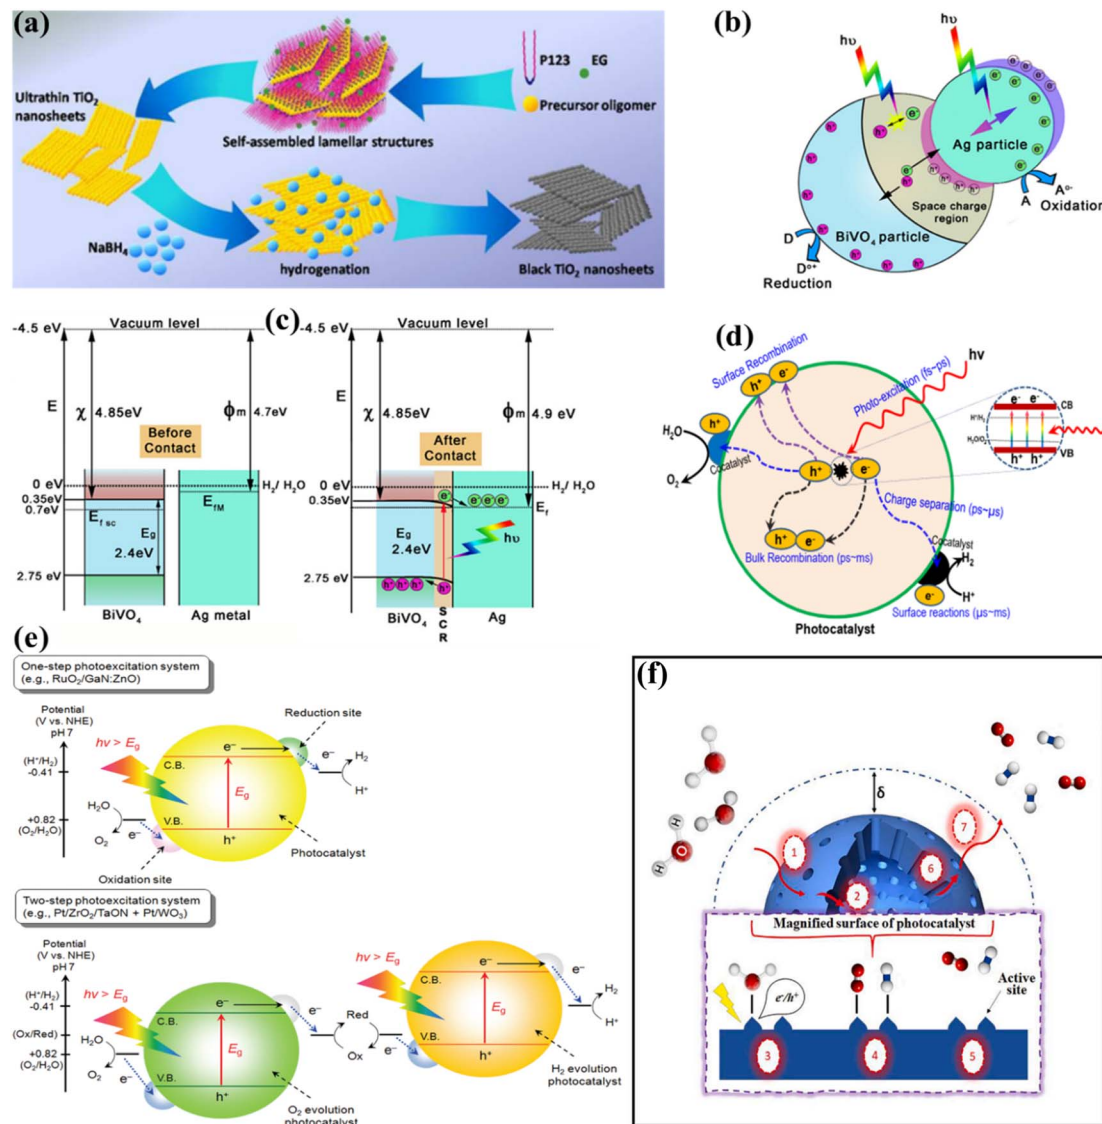 (a)
P123
EG
Precursor oligomer
Ultrathin TiO₂
nanosheets
Self-assembled lamellar structures
NaBH₄
hydrogenation
Black TiO₂ nanosheets
(b)
hυ
hυ
e⁻ e⁻ e⁻ e⁻
h⁺ e⁺
Ag particle
e⁻
h⁺
h⁺ h⁺ h⁺ h⁺
Space charge
region
BiVO₄ particle
A
A°⁻
Oxidation
D
D°⁺
Reduction
h⁺ h⁺ h⁺
(c)
-4.5 eV
Vacuum level
E
χ 4.85eV
ϕm 4.7eV
Before
Contact
0 eV
H₂/ H₂O
0.35eV
0.7eV
E f sc
E fM
Eg
2.4eV
2.75 eV
BiVO₄
Ag metal
-4.5 eV
Vacuum level
E
χ 4.85eV
ϕm 4.9 eV
After
Contact
0 eV
H₂/ H₂O
0.35eV
e⁻ e⁻ e⁻ e⁻
E f
Eg
2.4eV
hυ
2.75 eV
h⁺ h⁺ h⁺ h⁺
BiVO₄
S
C
R
Ag
(d)
Surface Recombination
h⁺ e⁻
Photo-excitation (fs~ps)
hν
e⁻ e⁻
CB
H⁺/H₂
H₂O/O₂
VB
h⁺ h⁺
h⁺
H₂O
O₂
Cocatalyst
h⁺ e⁻
Charge separation (ps~μs)
h⁺ e⁻
Bulk Recombination (ps~ms)
Cocatalyst
H₂
H⁺
e⁻
Surface reactions (μs~ms)
Photocatalyst
(e)
One-step photoexcitation system
(e.g., RuO₂/GaN:ZnO)
Potential
(V vs. NHE)
pH 7
(H⁺/H₂)
-0.41
+0.82
(O₂/H₂O)
hν > Eg
C.B.
e⁻
Reduction site
e⁻
H₂
H⁺
Eg
H₂O
O₂
e⁻
V.B.
h⁺
Photocatalyst
Oxidation site
Two-step photoexcitation system
(e.g., Pt/ZrO₂/TaON + Pt/WO₃)
Potential
(V vs. NHE)
pH 7
(H⁺/H₂)
-0.41
(Ox/Red)
+0.82
(O₂/H₂O)
hν > Eg
C.B.
e⁻
e⁻
Eg
H₂O
O₂
e⁻
V.B.
h⁺
O₂ evolution
photocatalyst
Red
Ox
hν > Eg
C.B.
e⁻
e⁻
H₂
H⁺
Eg
V.B.
e⁻
h⁺
H₂ evolution
photocatalyst
(f)
H
O
H
δ
1
2
6
7
Magnified surface of photocatalyst
e⁻/h⁺
Active
site
3
4
5